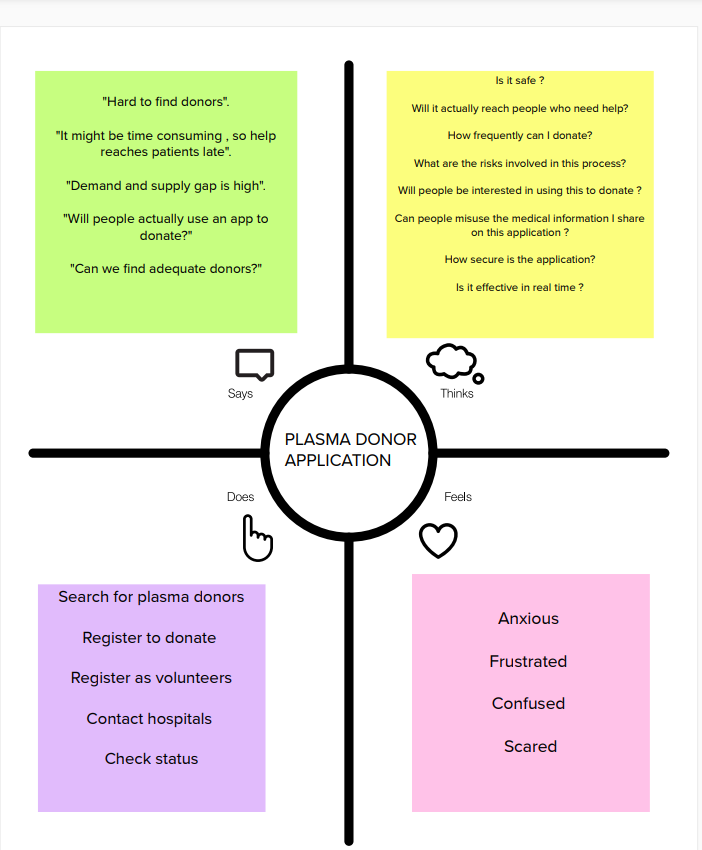 "Hard to find donors".
"It might be time consuming , so help
reaches patients late".
"Demand and supply gap is high".
"Will people actually use an app to
donate?"
"Can we find adequate donors?"
Says
Is it safe ?
Will it actually reach people who need help?
How frequently can I donate?
What are the risks involved in this process?
Will people be interested in using this to donate ?
Can people misuse the medical information I share
on this application ?
How secure is the application?
Is it effective in real time ?
Thinks
PLASMA DONOR
APPLICATION
Does
Search for plasma donors
Register to donate
Register as volunteers
Contact hospitals
Check status
Feels
Anxious
Frustrated
Confused
Scared